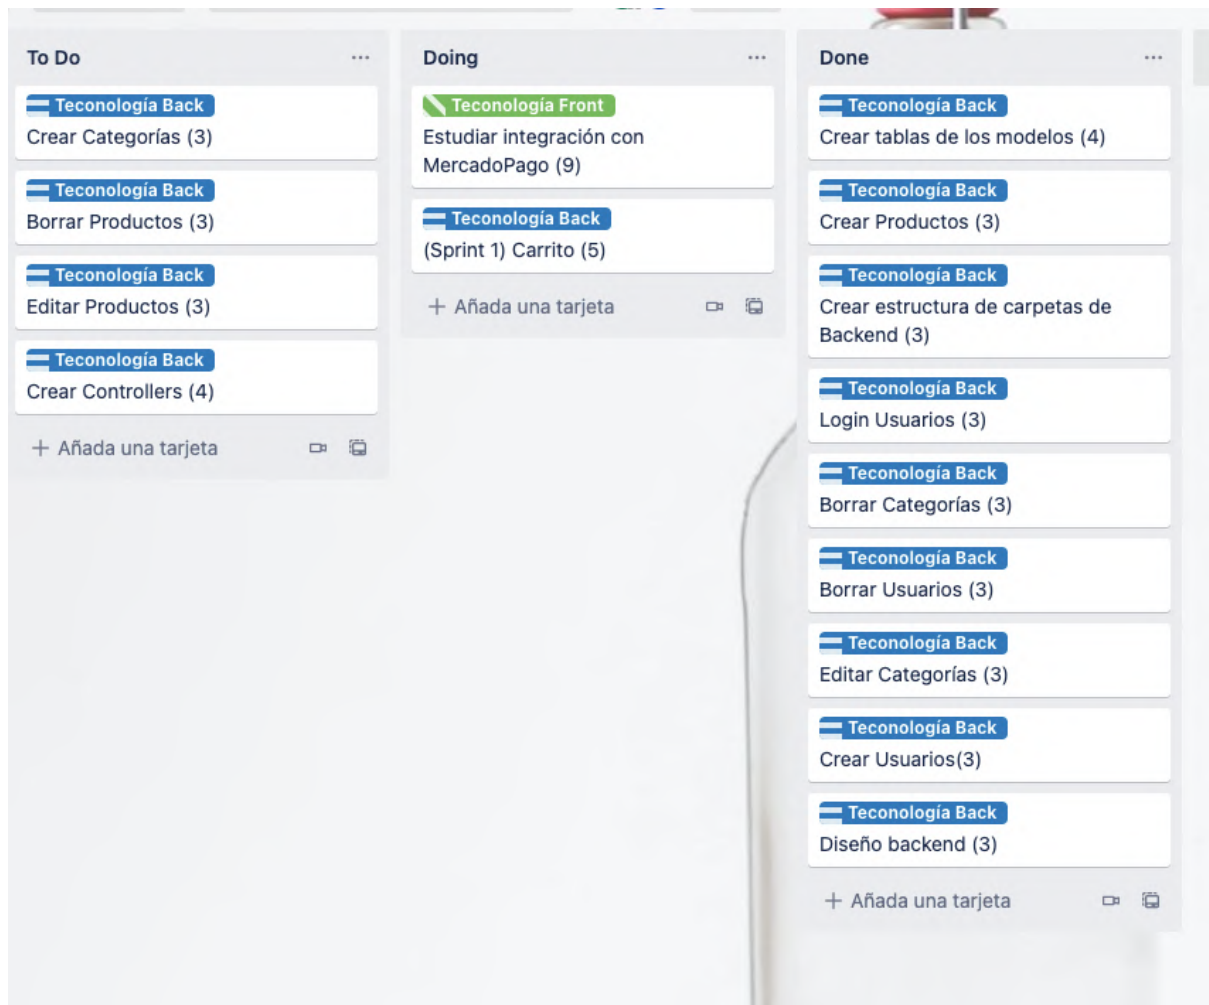 To Do
Teconología Back
Crear Categorías (3)
Teconología Back
Borrar Productos (3)
Teconología Back
Editar Productos (3)
Teconología Back
Crear Controllers (4)
Añada una tarjeta
Doing
Teconología Front
Estudiar integración con
MercadoPago (9)
Teconología Back
(Sprint 1) Carrito (5)
Añada una tarjeta
Done
Teconología Back
Crear tablas de los modelos (4)
Teconología Back
Crear Productos (3)
Teconología Back
Crear estructura de carpetas de
Backend (3)
Teconología Back
Login Usuarios (3)
Teconología Back
Borrar Categorías (3)
Teconología Back
Borrar Usuarios (3)
Teconología Back
Editar Categorías (3)
Teconología Back
Crear Usuarios(3)
Teconología Back
Diseño backend (3)
Añada una tarjeta